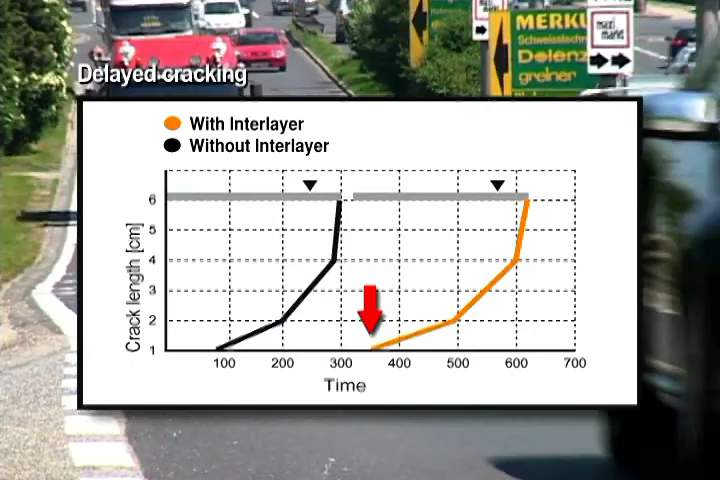 MERKU
Schweisstechn
Dolenz
greiner
maxi
markt
Delayed cracking
With Interlayer
Without Interlayer
Crack length [cm]
6
5
4
3
2
1
100 200 300 400 500 600 700
Time